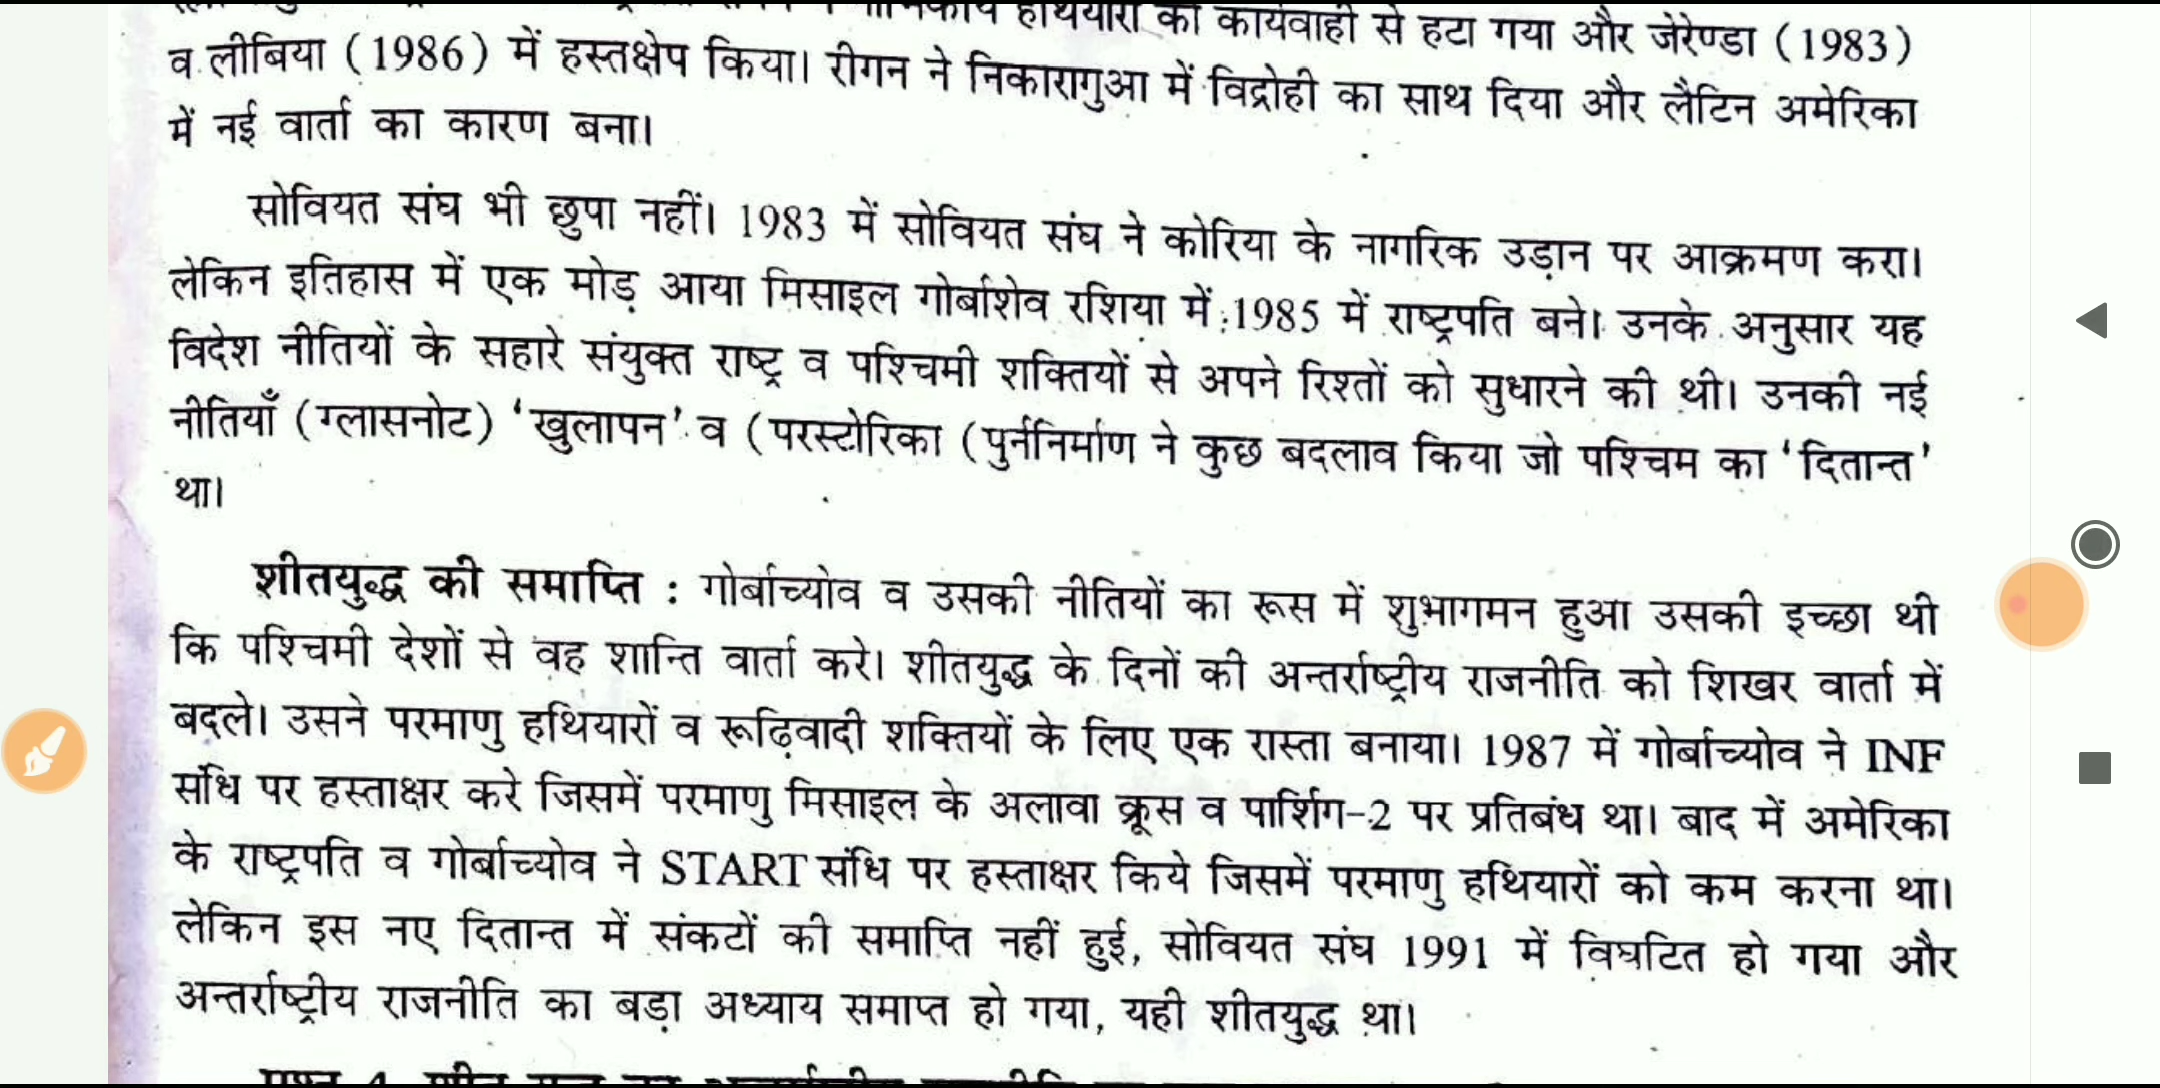 हथियारों की कार्यवाही से हटा गया और जेरेण्डा (1983)
व लीबिया (1986) में हस्तक्षेप किया। रीगन ने निकारागुआ में विद्रोही का साथ दिया और लैटिन अमेरिका
में नई वार्ता का कारण बना।
सोवियत संघ भी छुपा नहीं। 1983 में सोवियत संघ ने कोरिया के नागरिक उड़ान पर आक्रमण करा।
लेकिन इतिहास में एक मोड़ आया मिसाइल गोर्बाशेव रशिया में 1985 में राष्ट्रपति बने। उनके अनुसार यह
विदेश नीतियों के सहारे संयुक्त राष्ट्र व पश्चिमी शक्तियों से अपने रिश्तों को सुधारने की थी। उनकी नई
नीतियाँ (ग्लासनोट) ‘खुलापन’ व (परस्टोरिका (पुर्ननिर्माण ने कुछ बदलाव किया जो पश्चिम का ‘दितान्त’
था।
शीतयुद्ध की समाप्ति : गोर्बाच्योव व उसकी नीतियों का रूस में शुभागमन हुआ उसकी इच्छा थी
कि पश्चिमी देशों से वह शान्ति वार्ता करे। शीतयुद्ध के दिनों की अन्तर्राष्ट्रीय राजनीति को शिखर वार्ता में
बदले। उसने परमाणु हथियारों व रूढ़िवादी शक्तियों के लिए एक रास्ता बनाया। 1987 में गोर्बाच्योव ने INF
संधि पर हस्ताक्षर करे जिसमें परमाणु मिसाइल के अलावा क्रूस व पार्शिग-2 पर प्रतिबंध था। बाद में अमेरिका
के राष्ट्रपति व गोर्बाच्योव ने START संधि पर हस्ताक्षर किये जिसमें परमाणु हथियारों को कम करना था।
लेकिन इस नए दितान्त में संकटों की समाप्ति नहीं हुई, सोवियत संघ 1991 में विघटित हो गया और
अन्तर्राष्ट्रीय राजनीति का बड़ा अध्याय समाप्त हो गया, यही शीतयुद्ध था।